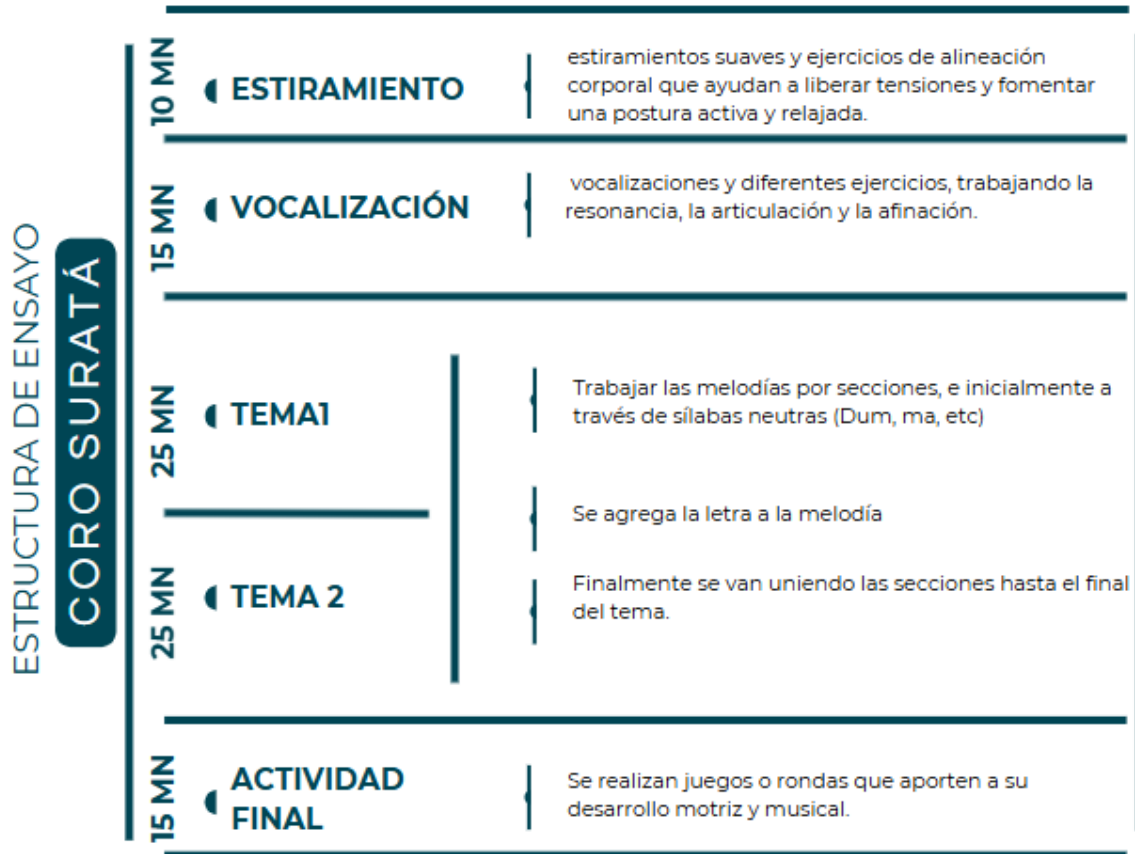 ESTRUCTURA DE ENSAYO
CORO SURATÁ
10 MN
ESTIRAMIENTO
estiramientos suaves y ejercicios de alineación
corporal que ayudan a liberar tensiones y fomentar
una postura activa y relajada.
15 MN
VOCALIZACIÓN
vocalizaciones y diferentes ejercicios, trabajando la
resonancia, la articulación y la afinación.
25 MN
TEMA1
Trabajar las melodías por secciones, e inicialmente a
través de sílabas neutras (Dum, ma, etc)
Se agrega la letra a la melodía
25 MN
TEMA 2
Finalmente se van uniendo las secciones hasta el final
del tema.
15 MN
ACTIVIDAD
FINAL
Se realizan juegos o rondas que aporten a su
desarrollo motriz y musical.